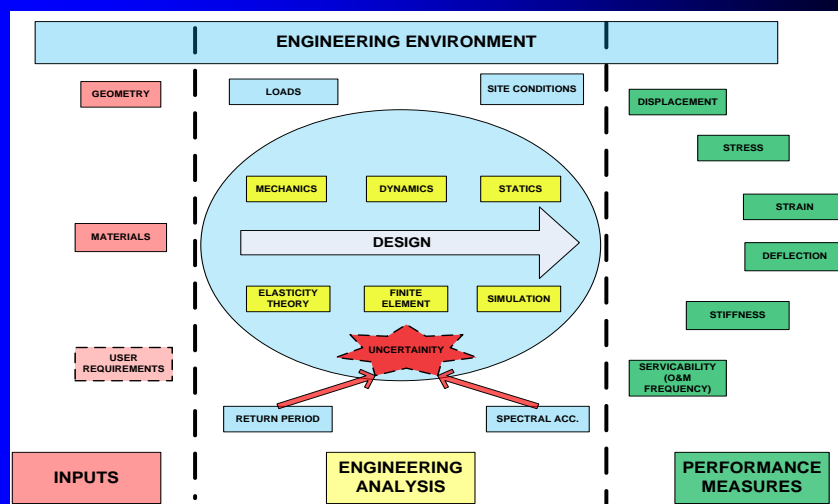 ENGINEERING ENVIRONMENT
GEOMETRY
LOADS
SITE CONDITIONS
DISPLACEMENT
STRESS
MECHANICS
DYNAMICS
STATICS
STRAIN
MATERIALS
DESIGN
DEFLECTION
ELASTICITY
THEORY
FINITE
ELEMENT
SIMULATION
STIFFNESS
UNCERTAINITY
USER
REQUIREMENTS
SERVICABILITY
(O&M
FREQUENCY)
RETURN PERIOD
SPECTRAL ACC.
INPUTS
ENGINEERING
ANALYSIS
PERFORMANCE
MEASURES